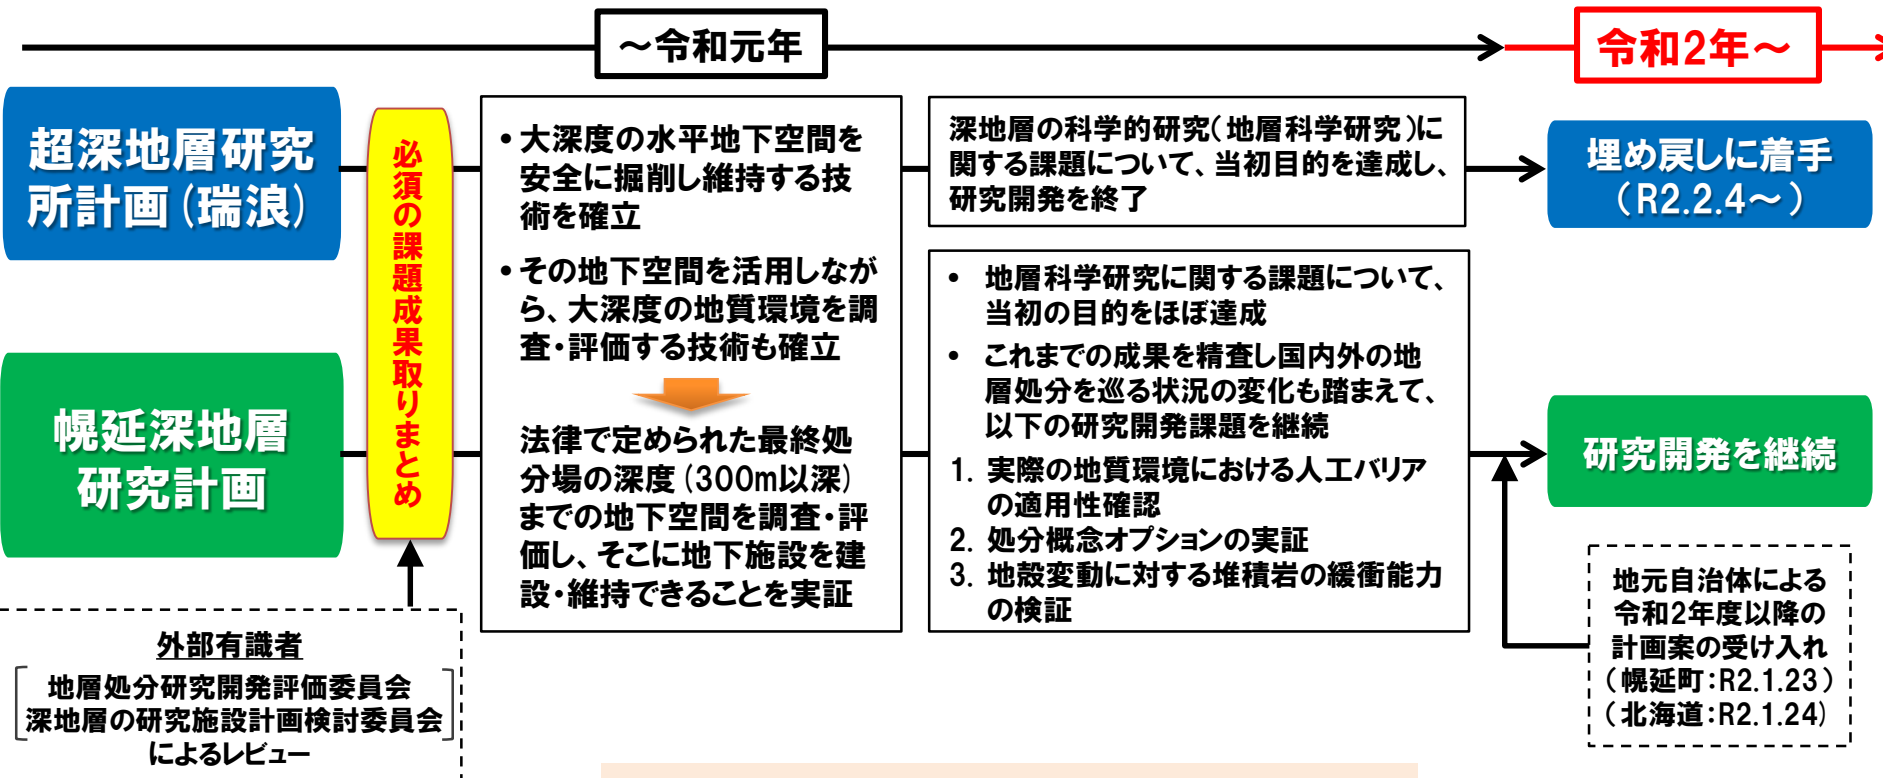 ～令和元年
令和2年～
超深地層研究
所計画(瑞浪)
幌延深地層
研究計画
必須の課題成果取りまとめ
外部有識者
地層処分研究開発評価委員会
深地層の研究施設計画検討委員会
によるレビュー
•大深度の水平地下空間を
安全に掘削し維持する技
術を確立
•その地下空間を活用しなが
ら、大深度の地質環境を調
査・評価する技術も確立
法律で定められた最終処
分場の深度(300m以深)
までの地下空間を調査・評
価し、そこに地下施設を建
設・維持できることを実証
深地層の科学的研究(地層科学研究)に
関する課題について、当初目的を達成し、
研究開発を終了
• 地層科学研究に関する課題について、
当初の目的をほぼ達成
• これまでの成果を精査し国内外の地
層処分を巡る状況の変化も踏まえて、
以下の研究開発課題を継続
1. 実際の地質環境における人工バリア
の適用性確認
2. 処分概念オプションの実証
3. 地殻変動に対する堆積岩の緩衝能力
の検証
埋め戻しに着手
(R2.2.4～)
研究開発を継続
地元自治体による
令和2年度以降の
計画案の受け入れ
(幌延町:R2.1.23)
(北海道:R2.1.24)